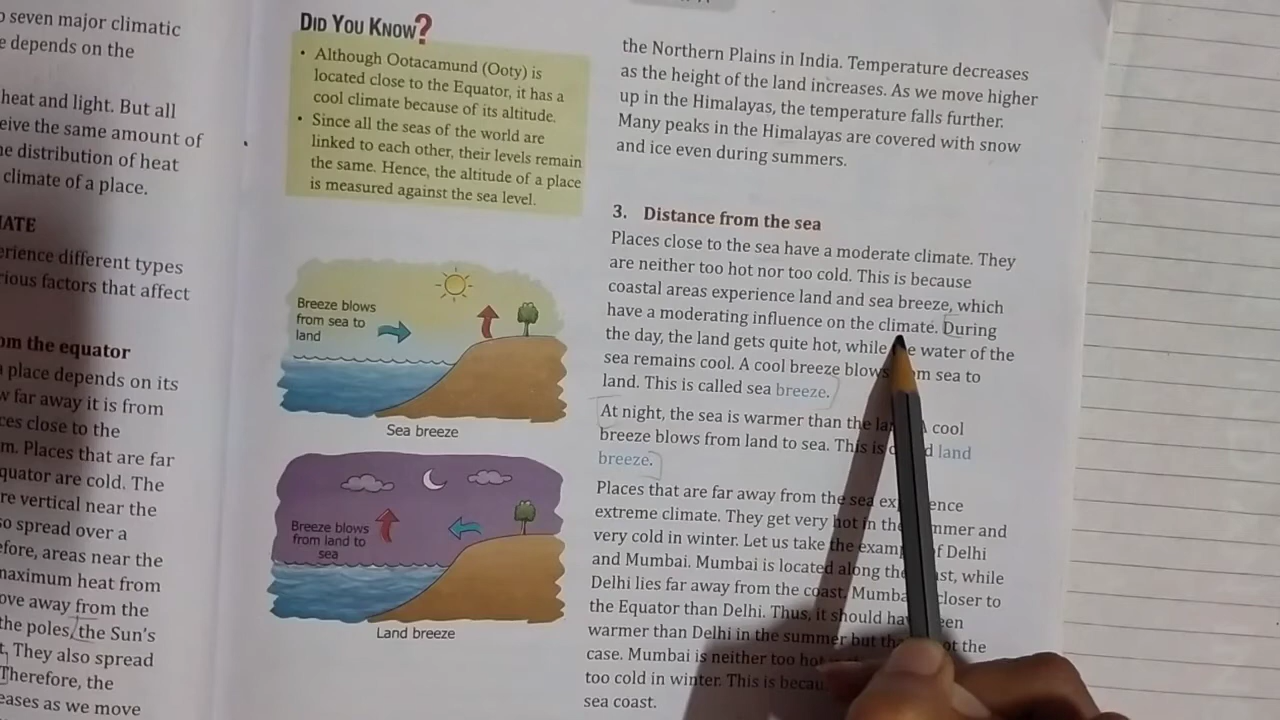 seven major climatic
depends on the
heat and light. But all
eive the same amount of
e distribution of heat
climate of a place.
IATE
erience different types
rious factors that affect
om the equator
place depends on its
w far away it is from
ces close to the
m. Places that are far
quator are cold. The
re vertical near the
so spread over a
efore, areas near the
maximum heat from
ove away from the
the poles, the Sun's
They also spread
Therefore, the
eases as we move
DID YOU KNOW?
• Although Ootacamund (Ooty) is
located close to the Equator, it has a
cool climate because of its altitude.
• Since all the seas of the world are
linked to each other, their levels remain
the same. Hence, the altitude of a place
is measured against the sea level.
Breeze blows
from sea to
land
Sea breeze
Breeze blows
from land to
sea
Land breeze
the Northern Plains in India. Temperature decreases
as the height of the land increases. As we move higher
up in the Himalayas, the temperature falls further.
Many peaks in the Himalayas are covered with snow
and ice even during summers.
3. Distance from the sea
Places close to the sea have a moderate climate. They
are neither too hot nor too cold. This is because
coastal areas experience land and sea breeze, which
have a moderating influence on the climate. During
the day, the land gets quite hot, while the water of the
sea remains cool. A cool breeze blows from sea to
land. This is called sea breeze.
At night, the sea is warmer than the land. A cool
breeze blows from land to sea. This is called land
breeze.
Places that are far away from the sea experience
extreme climate. They get very hot in the summer and
very cold in winter. Let us take the example of Delhi
and Mumbai. Mumbai is located along the coast, while
Delhi lies far away from the coast. Mumbai closer to
the Equator than Delhi. Thus, it should have been
warmer than Delhi in the summer but that not the
case. Mumbai is neither too hot
too cold in winter. This is becau
sea coast.